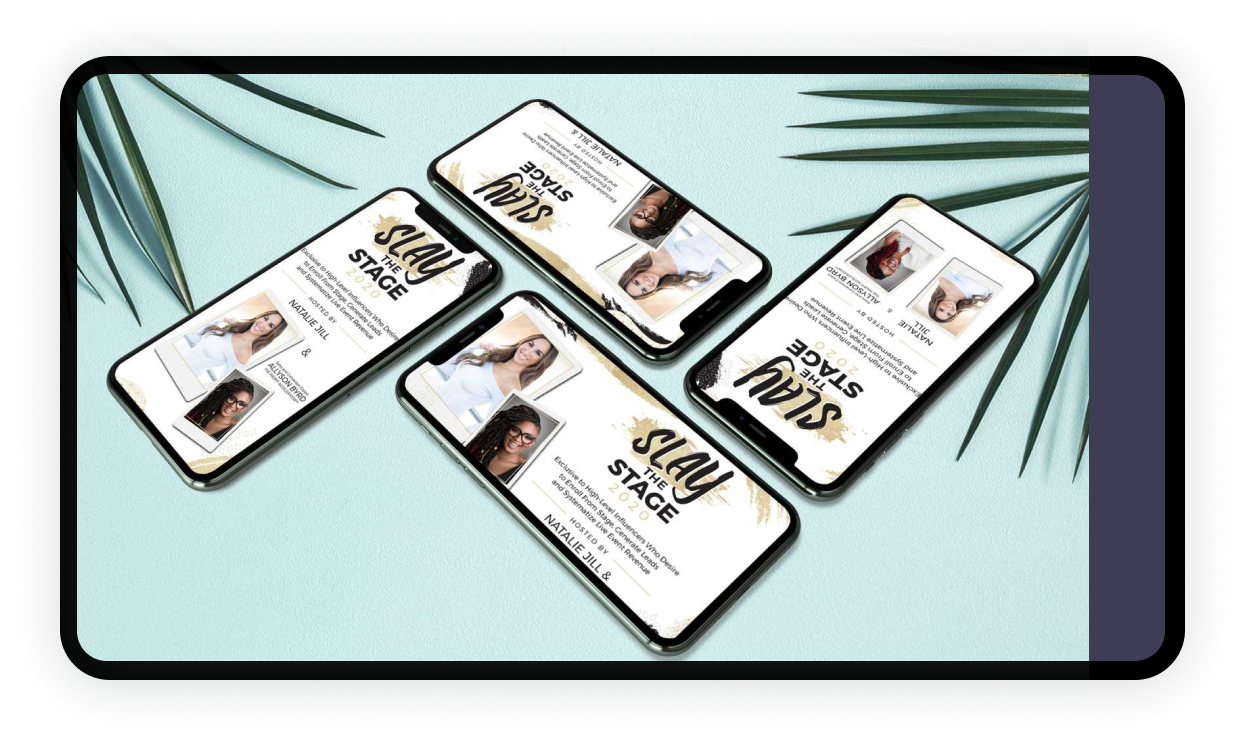 SLAY
THE
STAGE
2020
Exclusive to High-Level Influencers Who Desire
to Enroll From Stage, Generate Leads
and Systematize Live Event Revenue
HOSTED BY
NATALIE JILL
&
ALLYSON BYRD
SLAY
THE
STAGE
2020
Exclusive to High-Level Influencers Who Desire
to Enroll From Stage, Generate Leads
and Systematize Live Event Revenue
HOSTED BY
NATALIE JILL &
SLAY
THE
STAGE
2020
Exclusive to High-Level Influencers Who Desire
to Enroll From Stage, Generate Leads
and Systematize Live Event Revenue
HOSTED BY
NATALIE
JILL
&
ALLYSON BYRD
SLAY
THE
STAGE
2020
Exclusive to High-Level Influencers Who Desire
to Enroll From Stage, Generate Leads
and Systematize Live Event Revenue
HOSTED BY
NATALIE JILL &